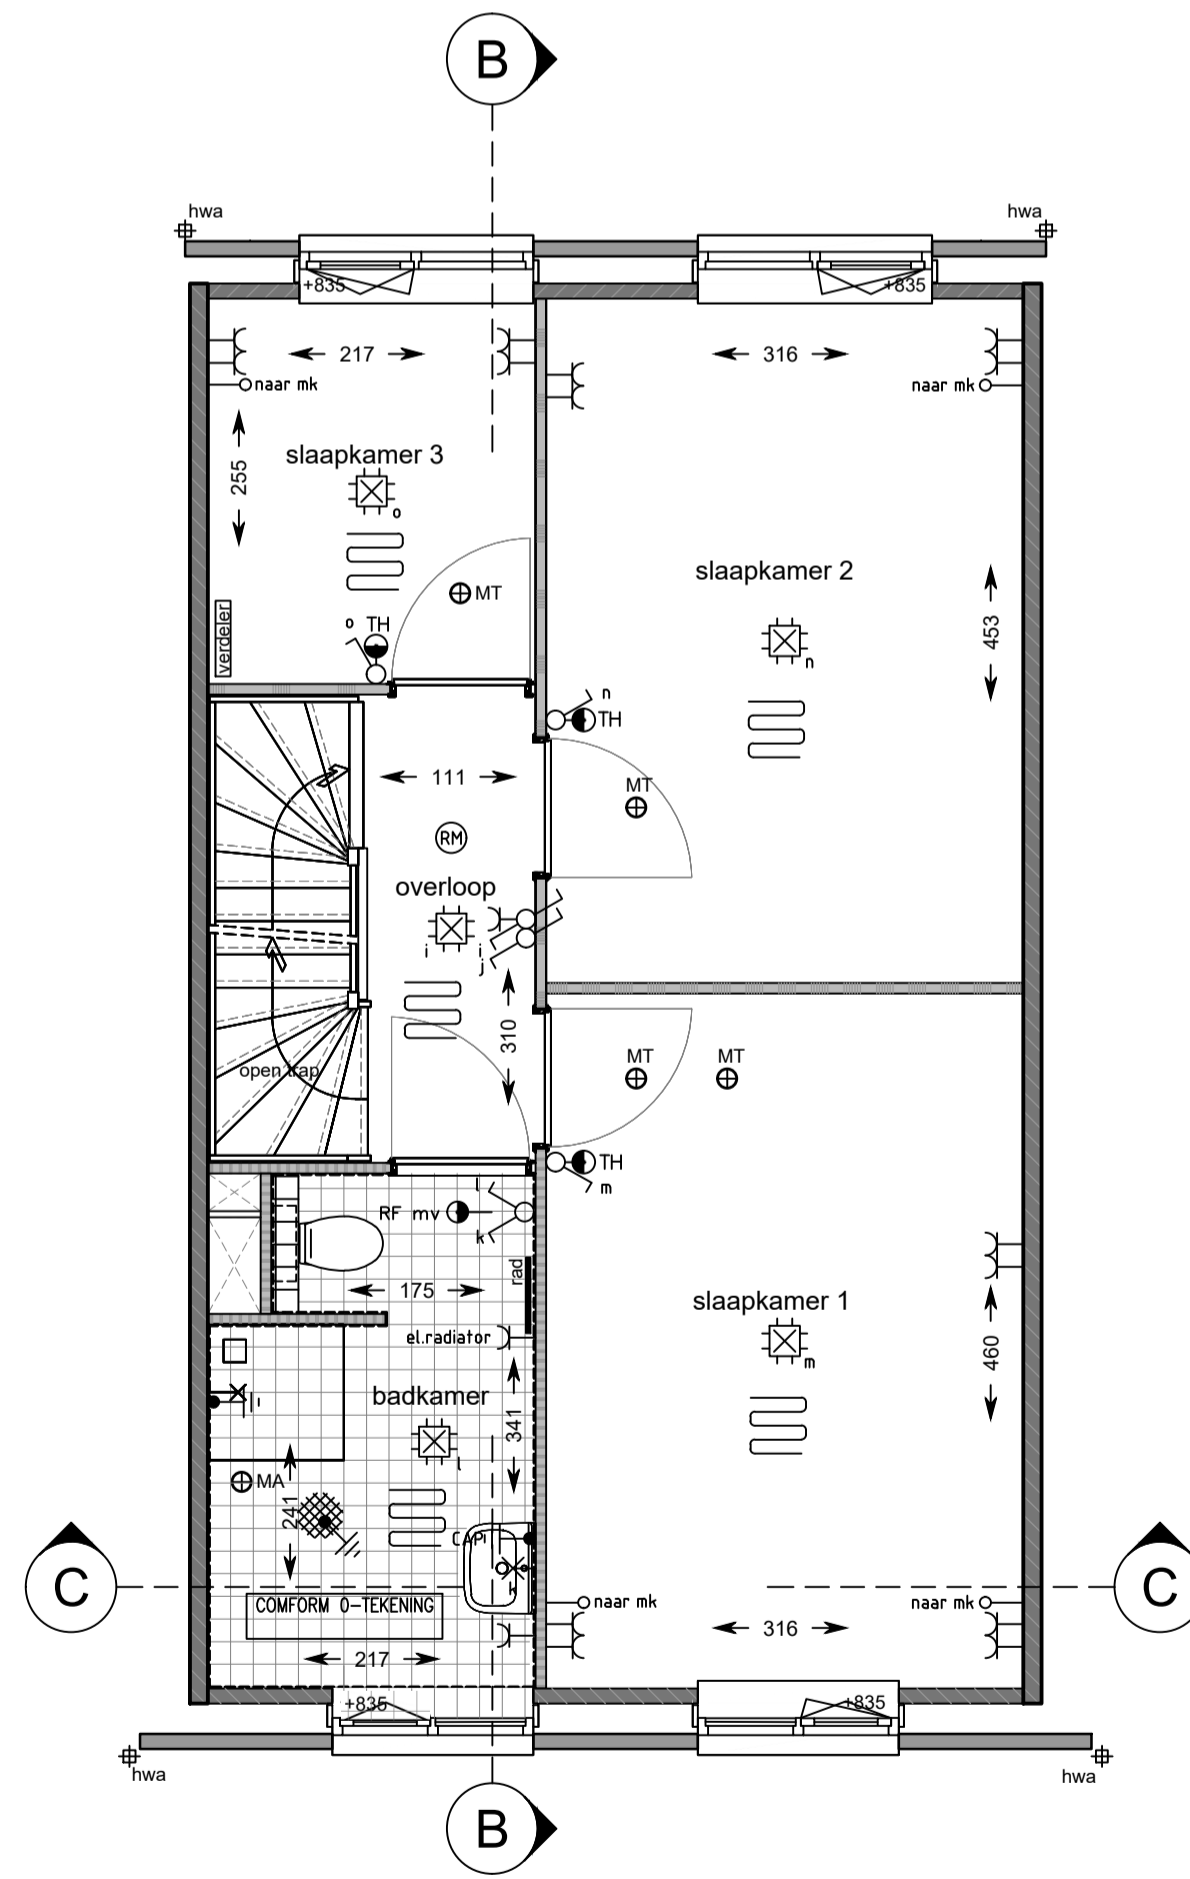 B
hwa
hwa
+835
+835
217
316
naar mk
naar mk
slaapkamer 3
255
o
slaapkamer 2
MT
453
verdeler
o
TH
n
n
TH
111
MT
RM
overloop
i
i
j
310
open trap
MT
MT
TH
m
l
RF mv
k
rad
175
slaapkamer 1
el.radiator
m
460
badkamer
341
l
MA
241
CAP
k
C
C
COMFORM 0-TEKENING
naar mk
naar mk
217
316
+835
+835
hwa
hwa
B